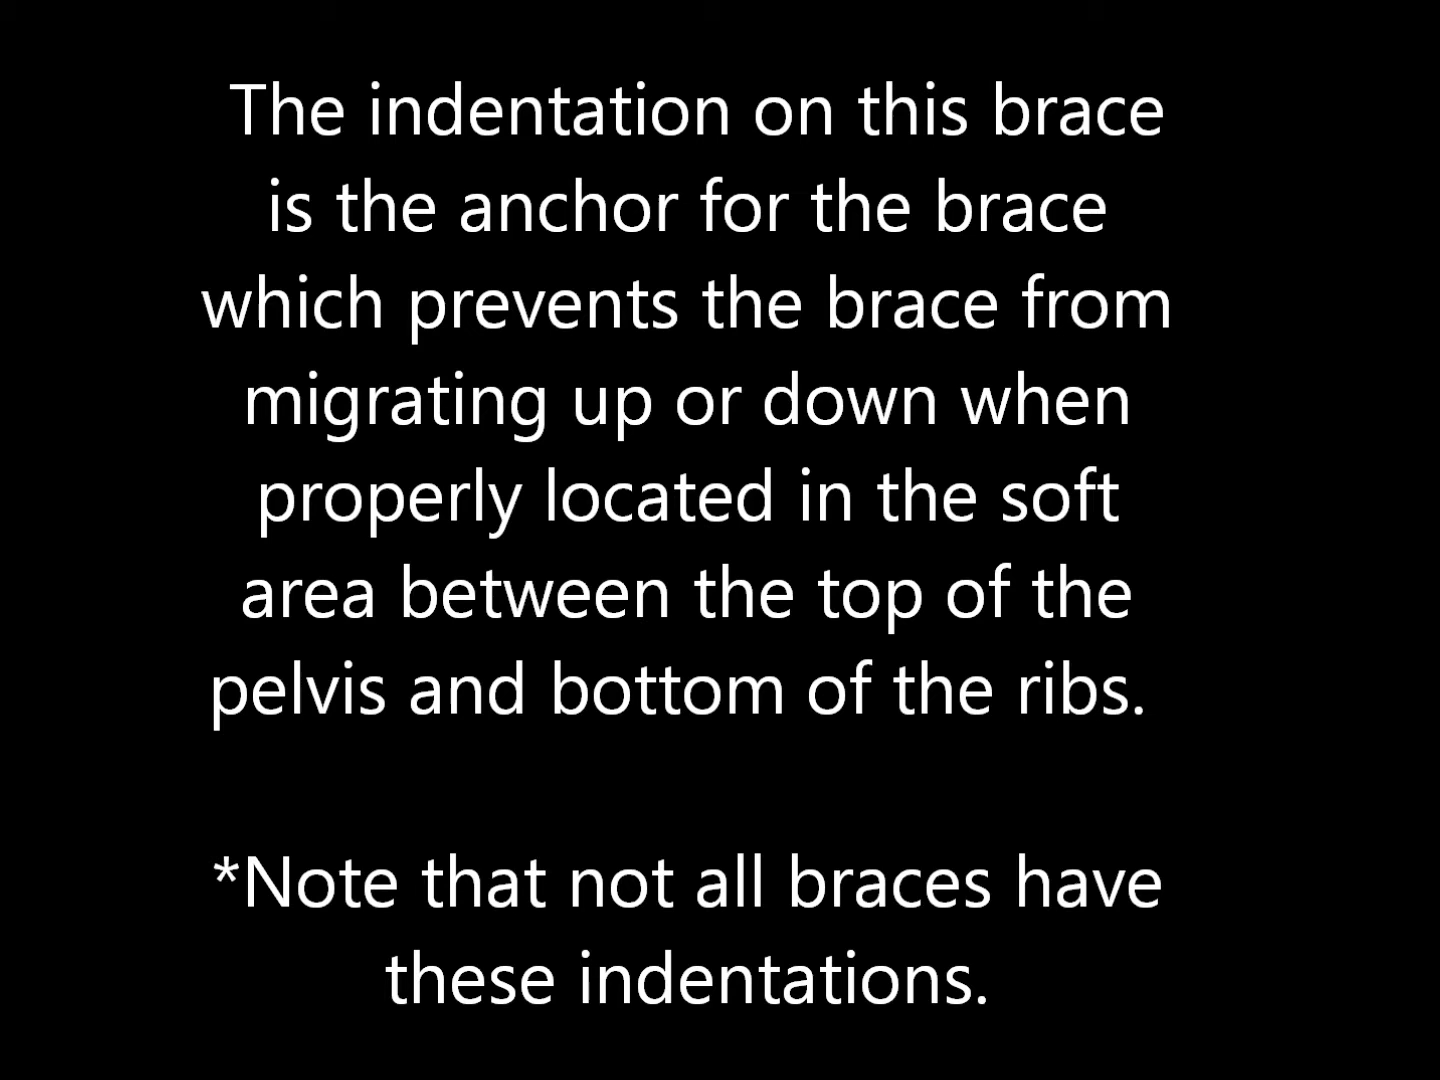 The indentation on this brace
is the anchor for the brace
which prevents the brace from
migrating up or down when
properly located in the soft
area between the top of the
pelvis and bottom of the ribs.
*Note that not all braces have
these indentations.